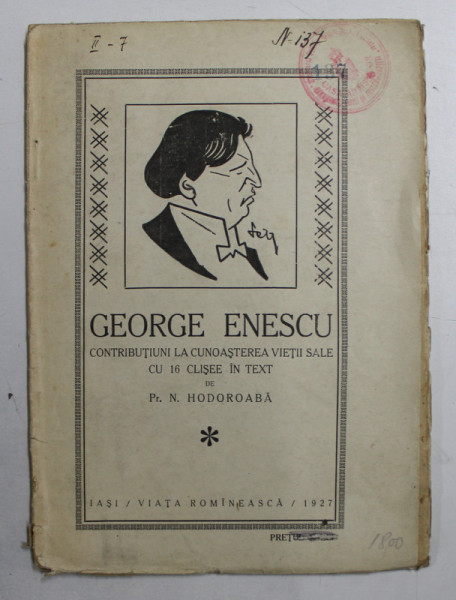 II - 7
N. 137
GEORGE ENESCU
CONTRIBUȚIUNI LA CUNOAȘTEREA VIEȚII SALE
CU 16 CLIȘEE ÎN TEXT
DE
Pr. N. HODOROABĂ
*
IAȘI / VIAȚA ROMÎNEASCĂ / 1927
PREȚUL
1800